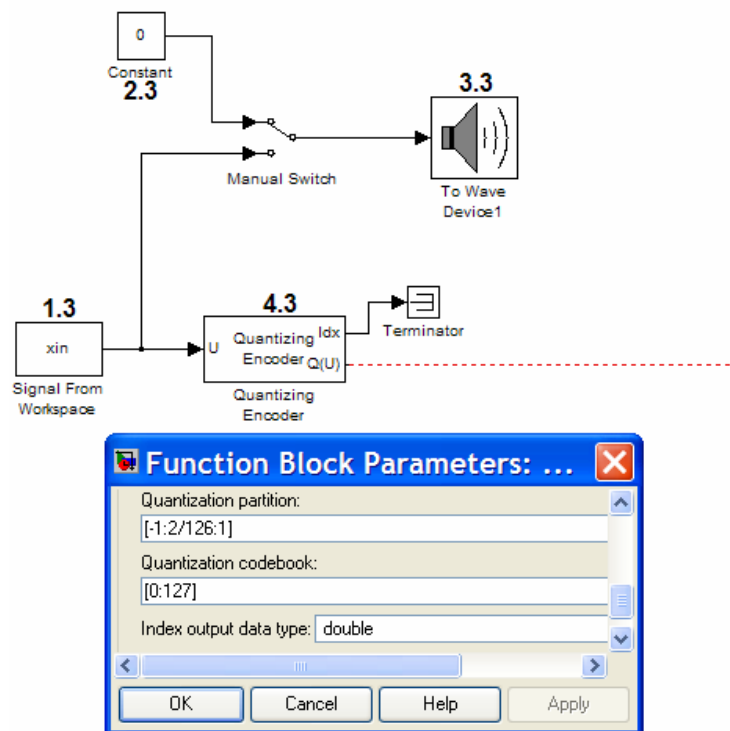 0
Constant
2.3
3.3
Manual Switch
To Wave
Device1
1.3
4.3
xin
U
Quantizing
Encoder
Idx
Q(U)
Terminator
Signal From
Workspace
Quantizing
Encoder
Function Block Parameters: ...
Quantization partition:
[-1:2/126:1]
Quantization codebook:
[0:127]
Index output data type: double
OK
Cancel
Help
Apply